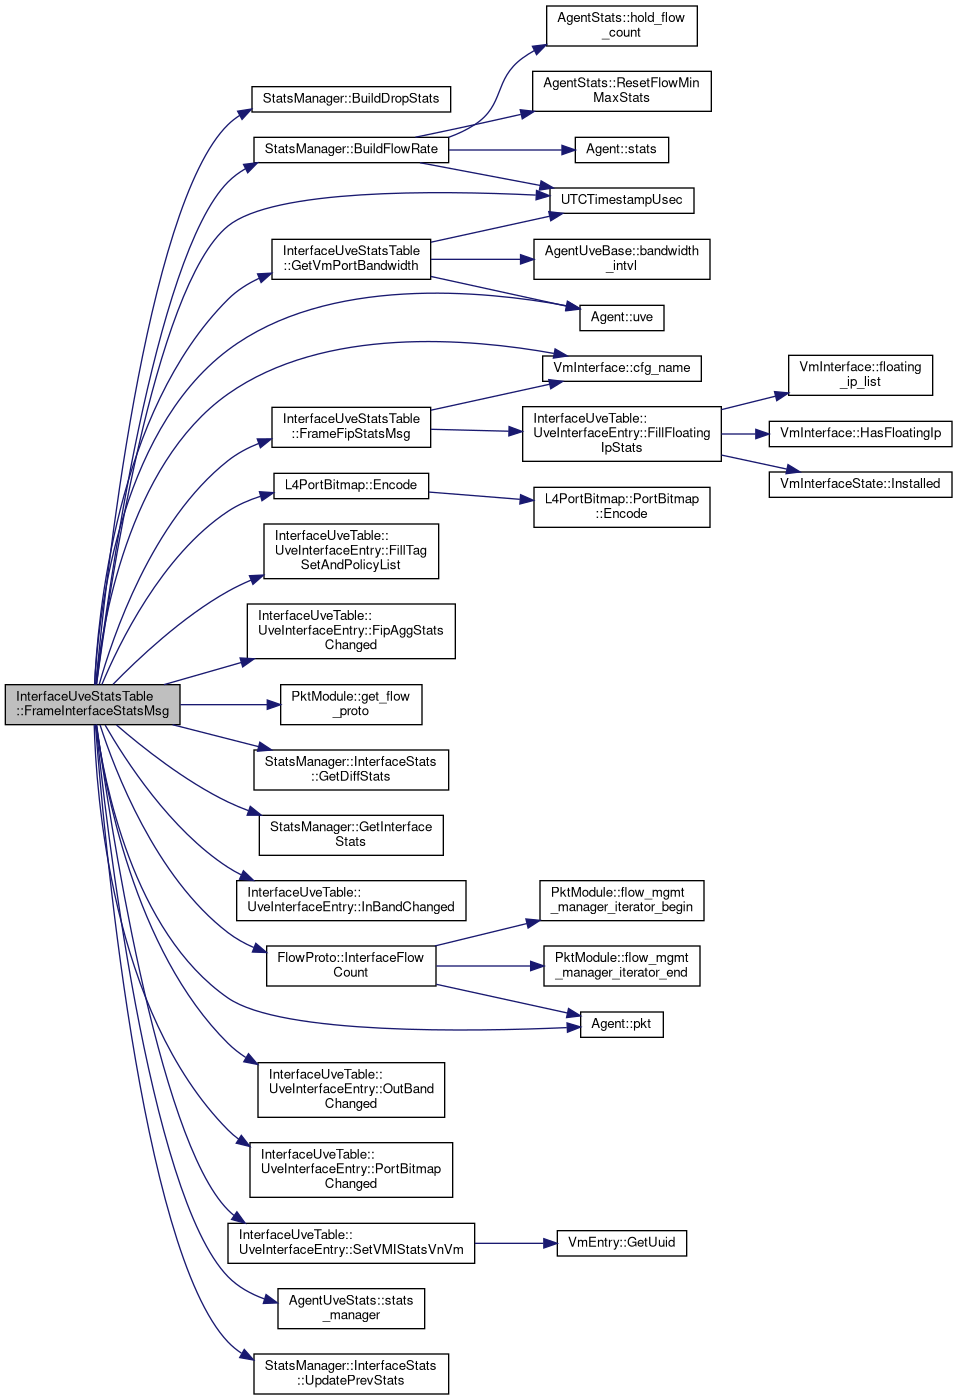 AgentStats::hold_flow
_count
AgentStats::ResetFlowMin
MaxStats
StatsManager::BuildDropStats
StatsManager::BuildFlowRate
Agent::stats
UTCTimestampUsec
InterfaceUveStatsTable
::GetVmPortBandwidth
AgentUveBase::bandwidth
_intvl
Agent::uve
VmInterface::cfg_name
VmInterface::floating
_ip_list
InterfaceUveStatsTable
::FrameFipStatsMsg
InterfaceUveTable::
UveInterfaceEntry::FillFloating
IpStats
VmInterface::HasFloatingIp
VmInterfaceState::Installed
L4PortBitmap::Encode
L4PortBitmap::PortBitmap
::Encode
InterfaceUveTable::
UveInterfaceEntry::FillTag
SetAndPolicyList
InterfaceUveTable::
UveInterfaceEntry::FipAggStats
Changed
InterfaceUveStatsTable
::FrameInterfaceStatsMsg
PktModule::get_flow
_proto
StatsManager::InterfaceStats
::GetDiffStats
StatsManager::GetInterface
Stats
InterfaceUveTable::
UveInterfaceEntry::InBandChanged
PktModule::flow_mgmt
_manager_iterator_begin
FlowProto::InterfaceFlow
Count
PktModule::flow_mgmt
_manager_iterator_end
Agent::pkt
InterfaceUveTable::
UveInterfaceEntry::OutBand
Changed
InterfaceUveTable::
UveInterfaceEntry::PortBitmap
Changed
InterfaceUveTable::
UveInterfaceEntry::SetVMIStatsVnVm
VmEntry::GetUuid
AgentUveStats::stats
_manager
StatsManager::InterfaceStats
::UpdatePrevStats